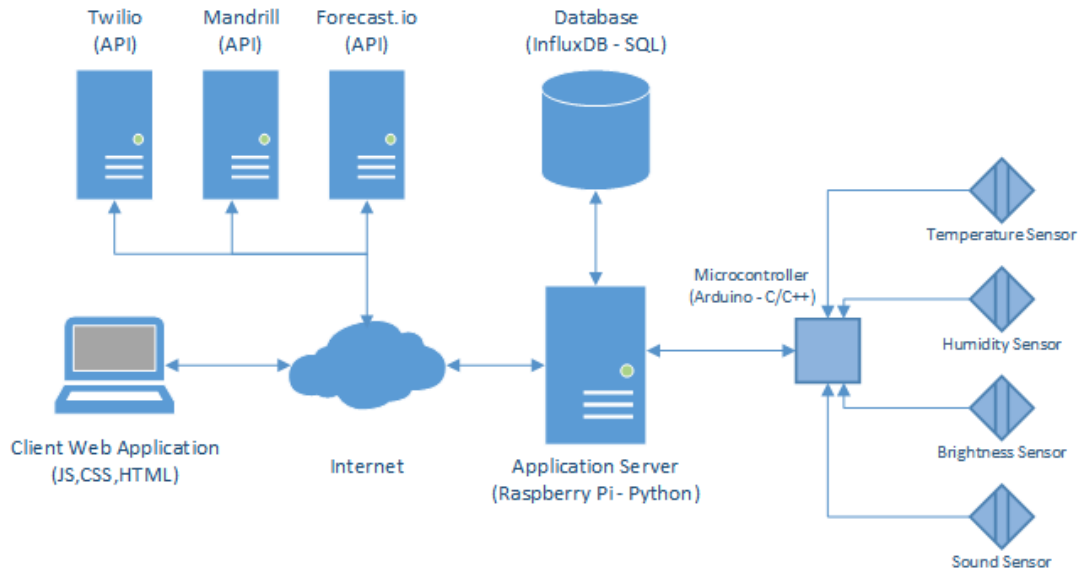 Twilio
(API)
Mandrill
(API)
Forecast.io
(API)
Database
(InfluxDB - SQL)
Temperature Sensor
Microcontroller
(Arduino - C/C++)
Humidity Sensor
Client Web Application
(JS,CSS,HTML)
Internet
Application Server
(Raspberry Pi - Python)
Brightness Sensor
Sound Sensor